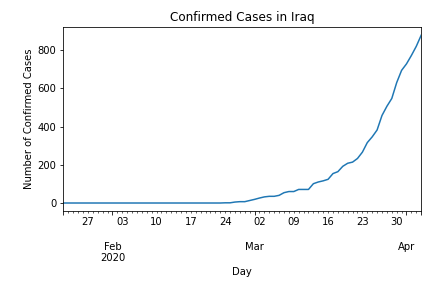 Confirmed Cases in Iraq
Number of Confirmed Cases
800
600
400
200
0
27 03 10 17 24 02 09 16 23 30
Feb Mar Apr
2020
Day